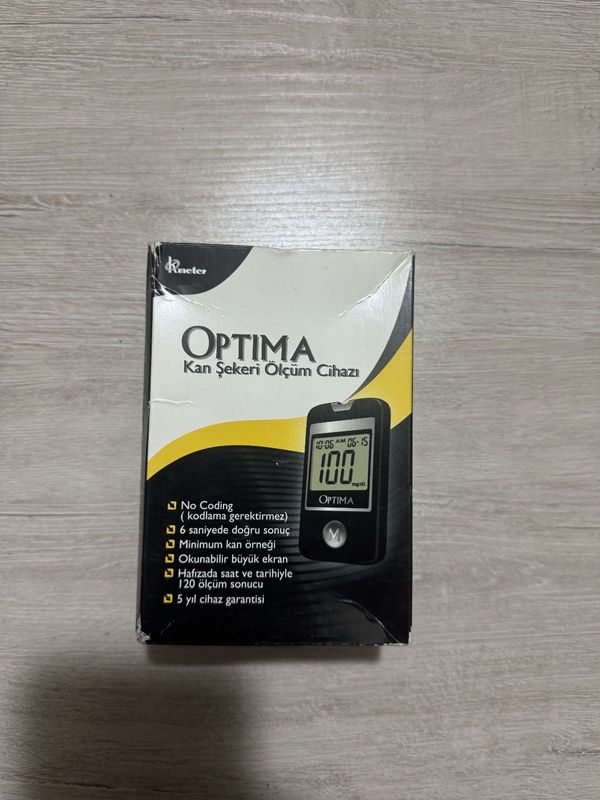 Kmeter
OPTIMA
Kan Şekeri Ölçüm Cihazı
10-06 AM 06-15
100
mg/dL
OPTIMA
M
No Coding
( kodlama gerektirmez)
6 saniyede doğru sonuç
Minimum kan örneği
Okunabilir büyük ekran
Hafızada saat ve tarihiyle
120 ölçüm sonucu
5 yıl cihaz garantisi